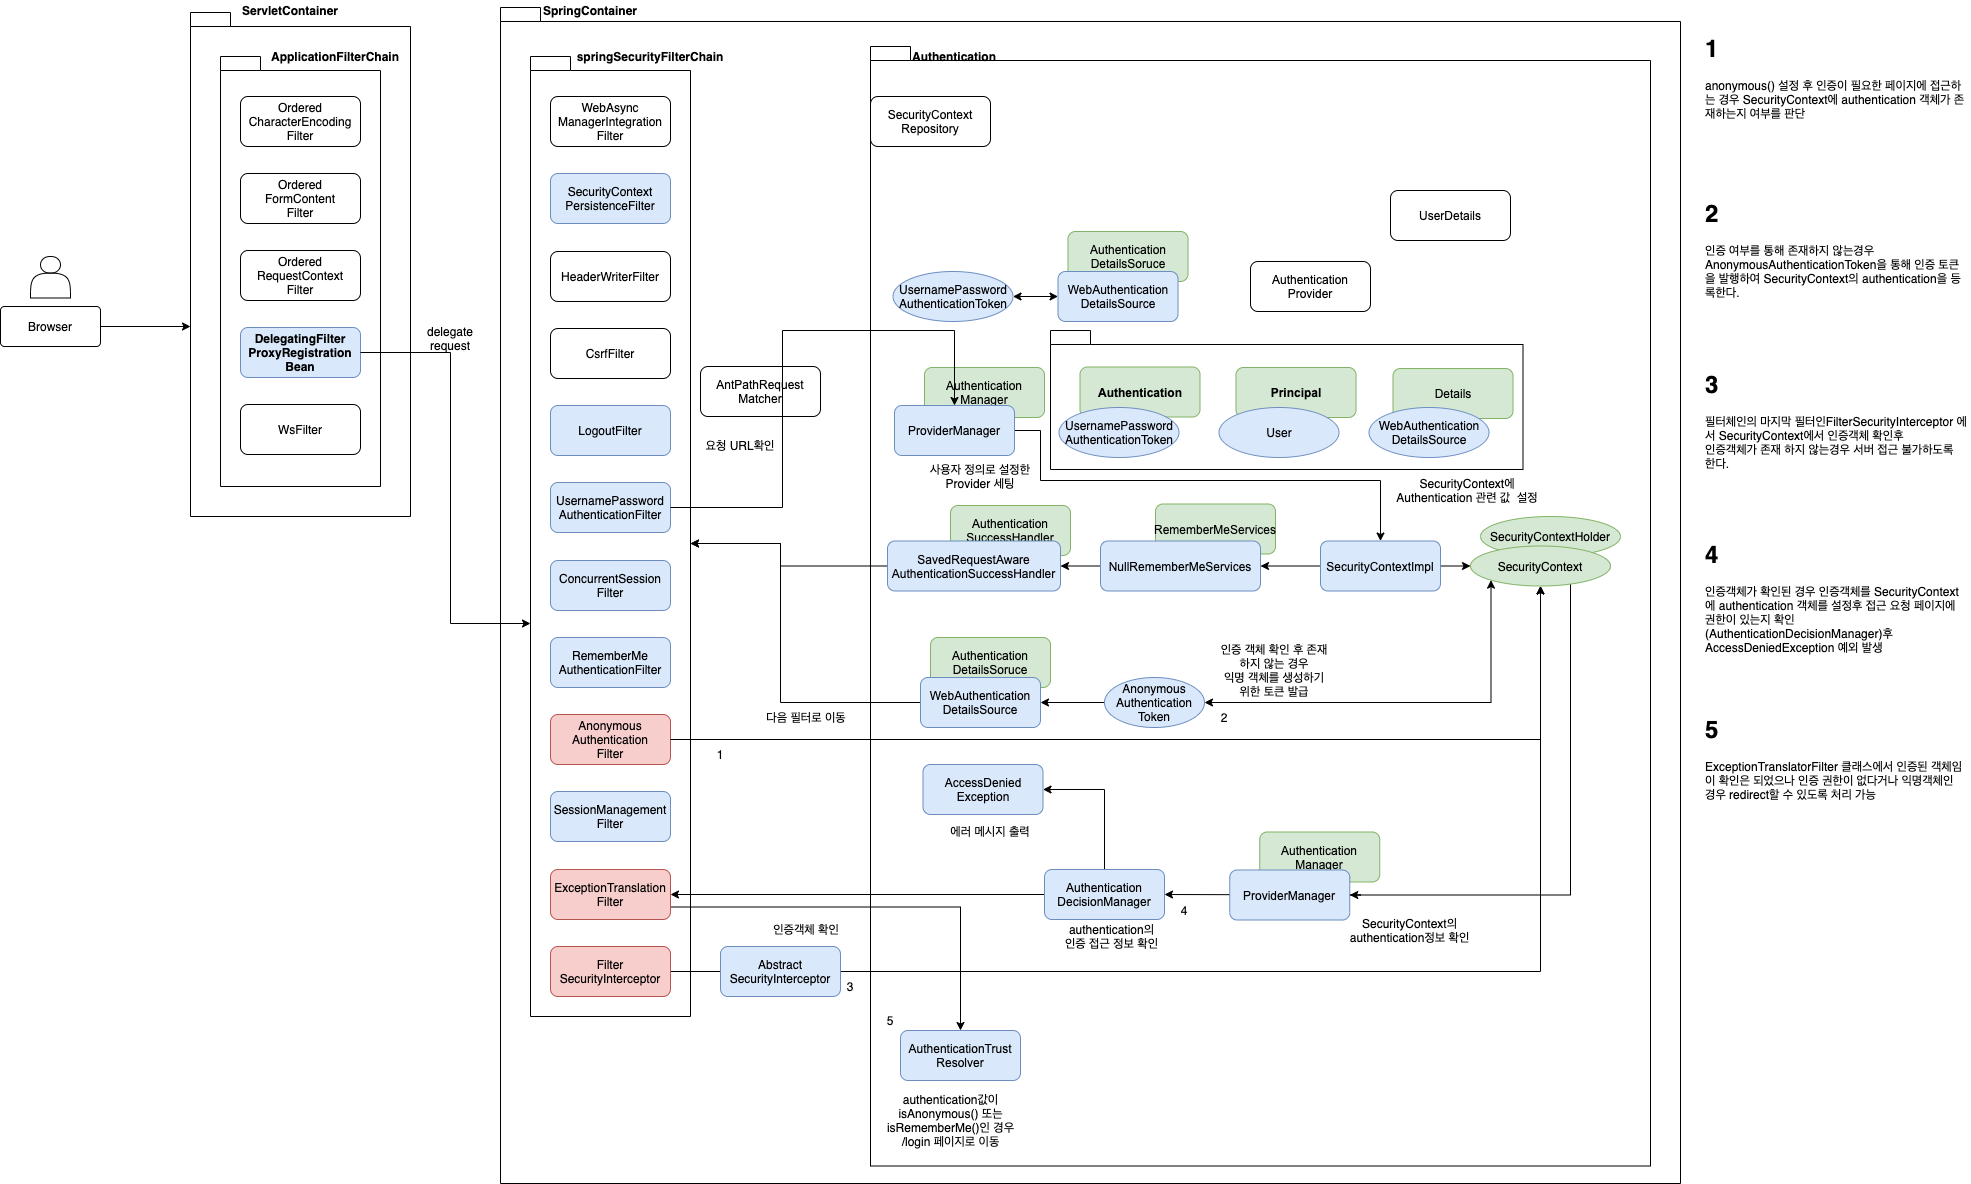 ServletContainer
ApplicationFilterChain
Ordered
CharacterEncoding
Filter
Ordered
FormContent
Filter
Ordered
RequestContext
Filter
Browser
DelegatingFilter
ProxyRegistration
Bean
WsFilter
delegate
request
SpringContainer
springSecurityFilterChain
WebAsync
ManagerIntegration
Filter
SecurityContext
PersistenceFilter
HeaderWriterFilter
CsrfFilter
LogoutFilter
UsernamePassword
AuthenticationFilter
ConcurrentSession
Filter
RememberMe
AuthenticationFilter
Anonymous
Authentication
Filter
SessionManagement
Filter
ExceptionTranslation
Filter
Filter
SecurityInterceptor
AntPathRequest
Matcher
요청 URL확인
Authentication
SecurityContext
Repository
UserDetails
Authentication
DetailsSoruce
UsernamePassword
AuthenticationToken
WebAuthentication
DetailsSource
Authentication
Provider
Authentication
Manager
ProviderManager
사용자 정의로 설정한
Provider 세팅
Authentication
UsernamePassword
AuthenticationToken
Principal
User
Details
WebAuthentication
DetailsSource
SecurityContext에
Authentication 관련 값  설정
Authentication
SuccessHandler
SavedRequestAware
AuthenticationSuccessHandler
RememberMeServices
NullRememberMeServices
SecurityContextImpl
SecurityContextHolder
SecurityContext
Authentication
DetailsSoruce
WebAuthentication
DetailsSource
Anonymous
Authentication
Token
인증 객체 확인 후 존재
하지 않는 경우
익명 객체를 생성하기
위한 토큰 발급
2
다음 필터로 이동
1
AccessDenied
Exception
에러 메시지 출력
Authentication
Manager
ProviderManager
Authentication
DecisionManager
4
authentication의
인증 접근 정보 확인
SecurityContext의
authentication정보 확인
인증객체 확인
Abstract
SecurityInterceptor
3
5
AuthenticationTrust
Resolver
authentication값이
isAnonymous() 또는
isRememberMe()인 경우
/login 페이지로 이동
1
anonymous() 설정 후 인증이 필요한 페이지에 접근하
는 경우 SecurityContext에 authentication 객체가 존
재하는지 여부를 판단
2
인증 여부를 통해 존재하지 않는경우
AnonymousAuthenticationToken을 통해 인증 토큰
을 발행하여 SecurityContext의 authentication을 등
록한다.
3
필터체인의 마지막 필터인FilterSecurityInterceptor 에
서 SecurityContext에서 인증객체 확인후
인증객체가 존재 하지 않는경우 서버 접근 불가하도록
한다.
4
인증객체가 확인된 경우 인증객체를 SecurityContext
에 authentication 객체를 설정후 접근 요청 페이지에
권한이 있는지 확인
(AuthenticationDecisionManager)후
AccessDeniedException 예외 발생
5
ExceptionTranslatorFilter 클래스에서 인증된 객체임
이 확인은 되었으나 인증 권한이 없다거나 익명객체인
경우 redirect할 수 있도록 처리 가능